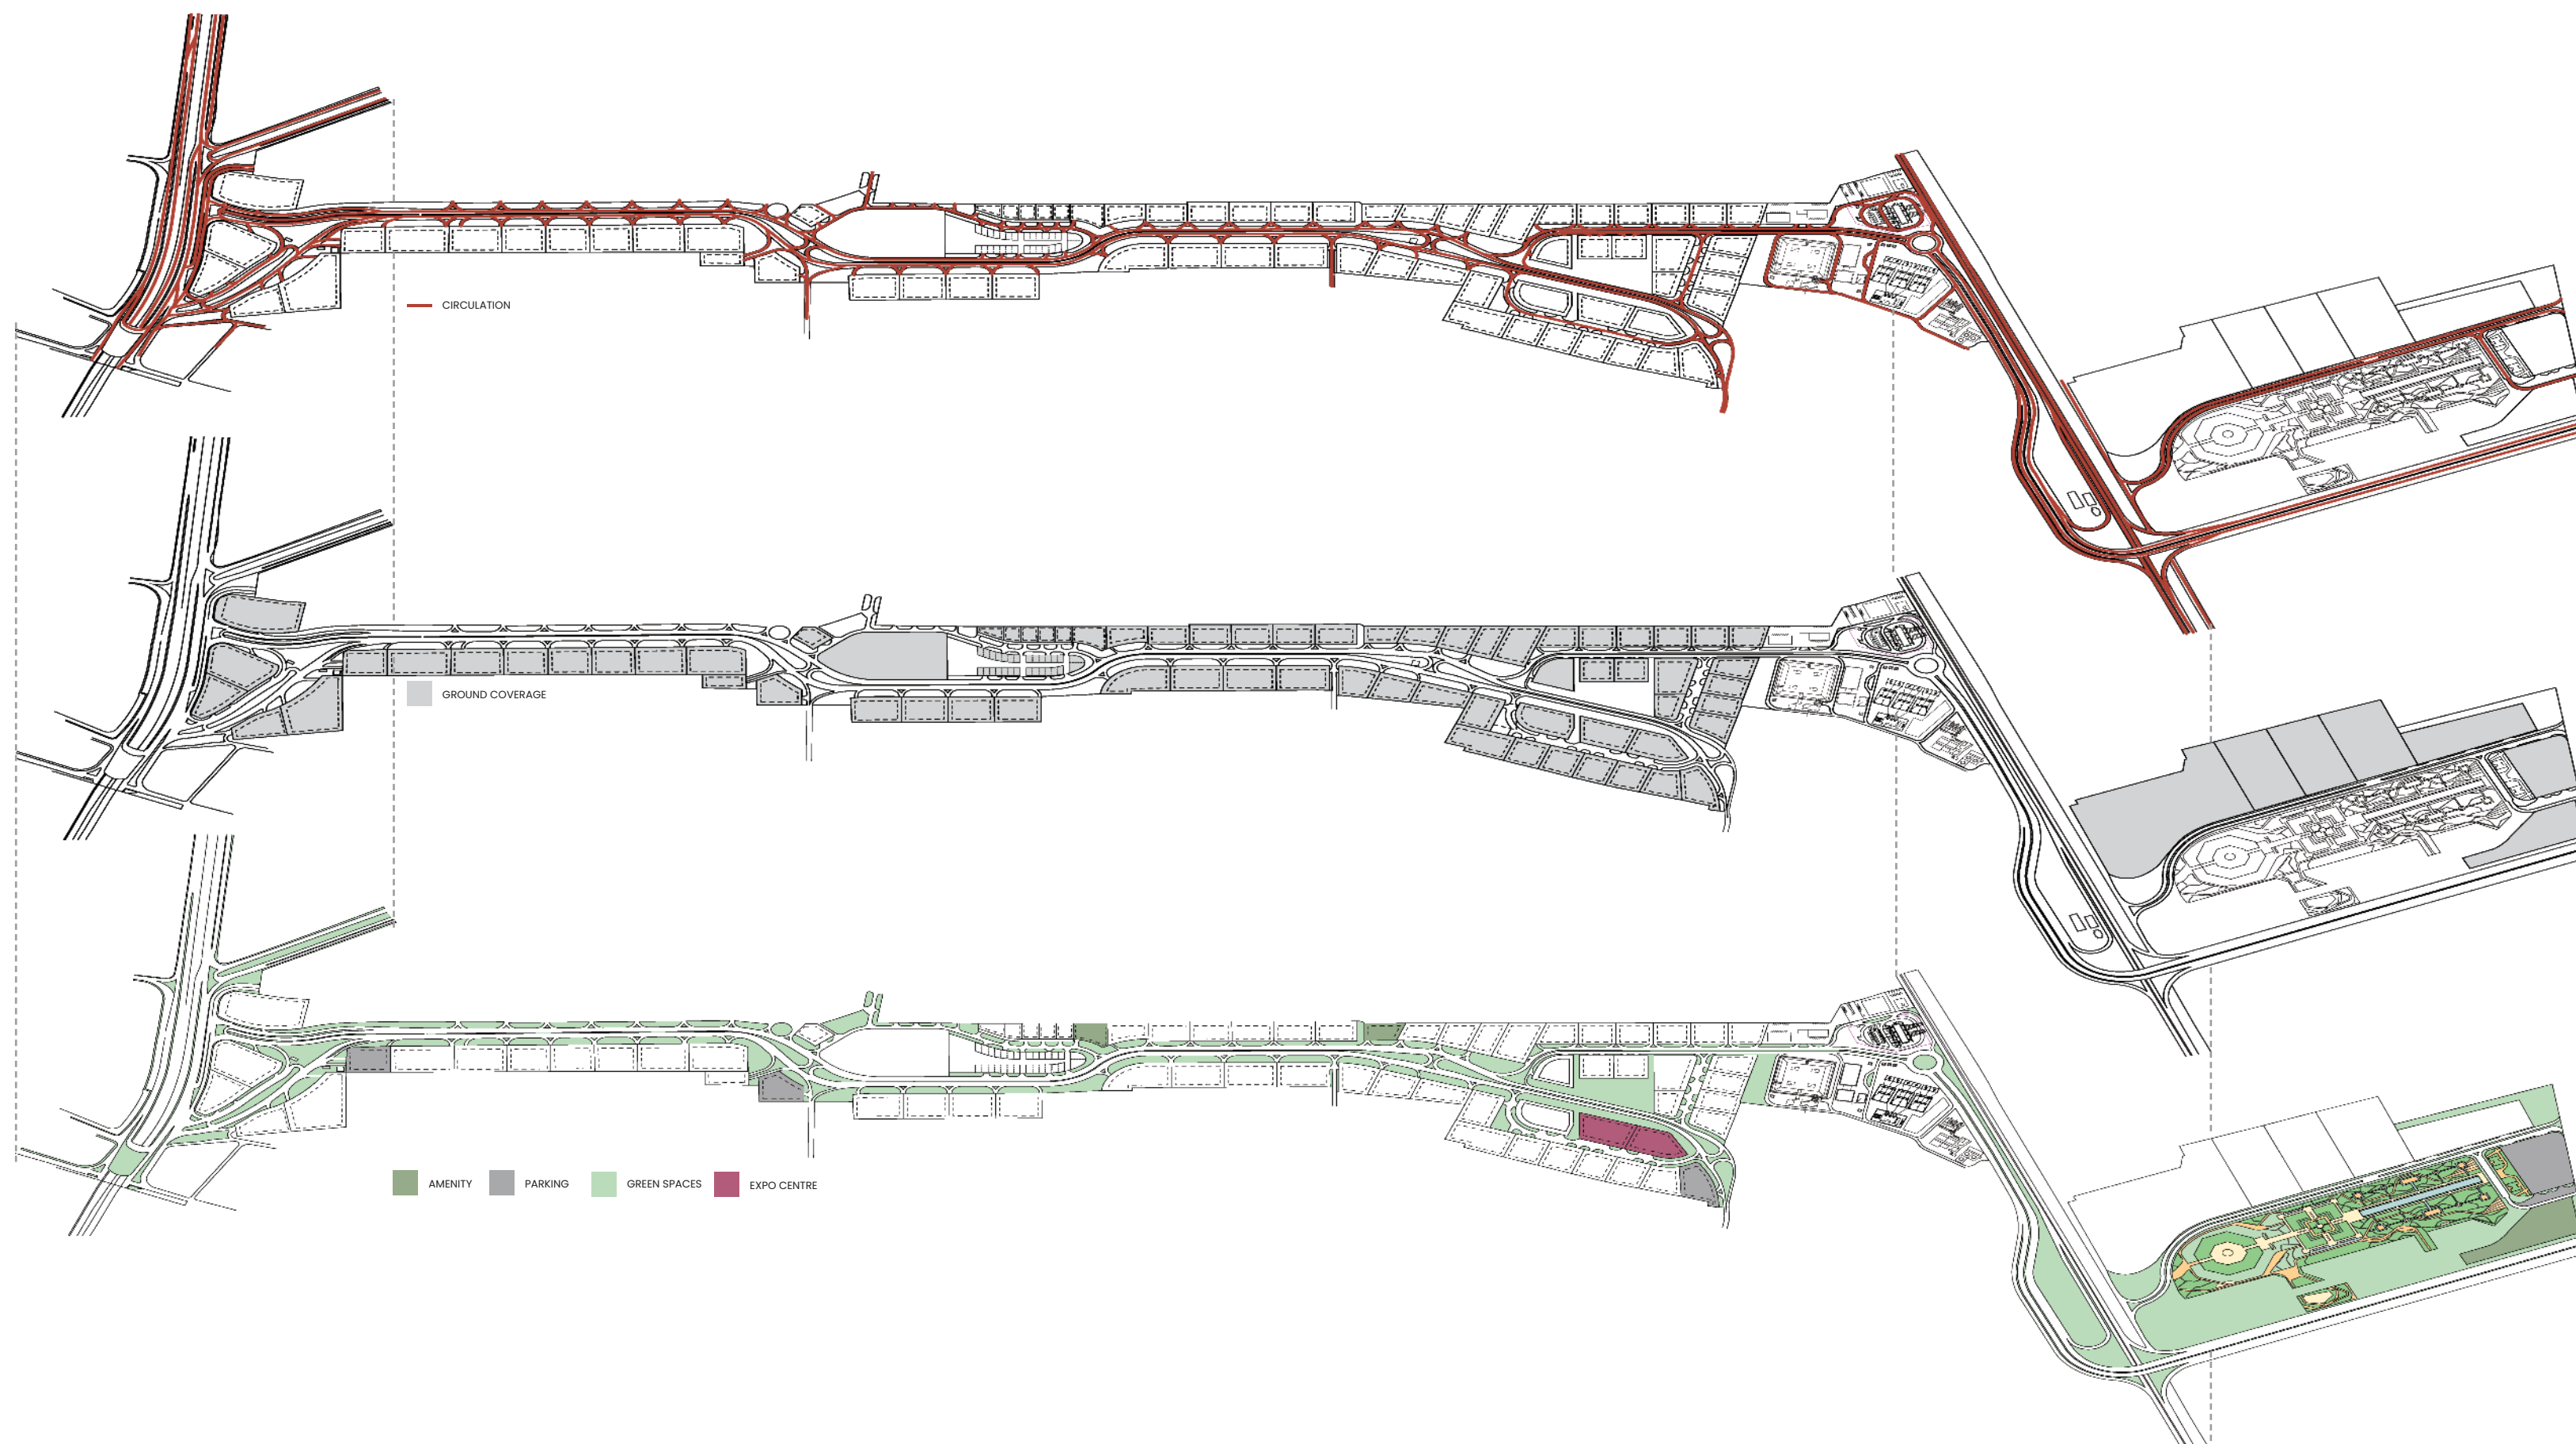 CIRCULATION
GROUND COVERAGE
AMENITY PARKING GREEN SPACES EXPO CENTRE